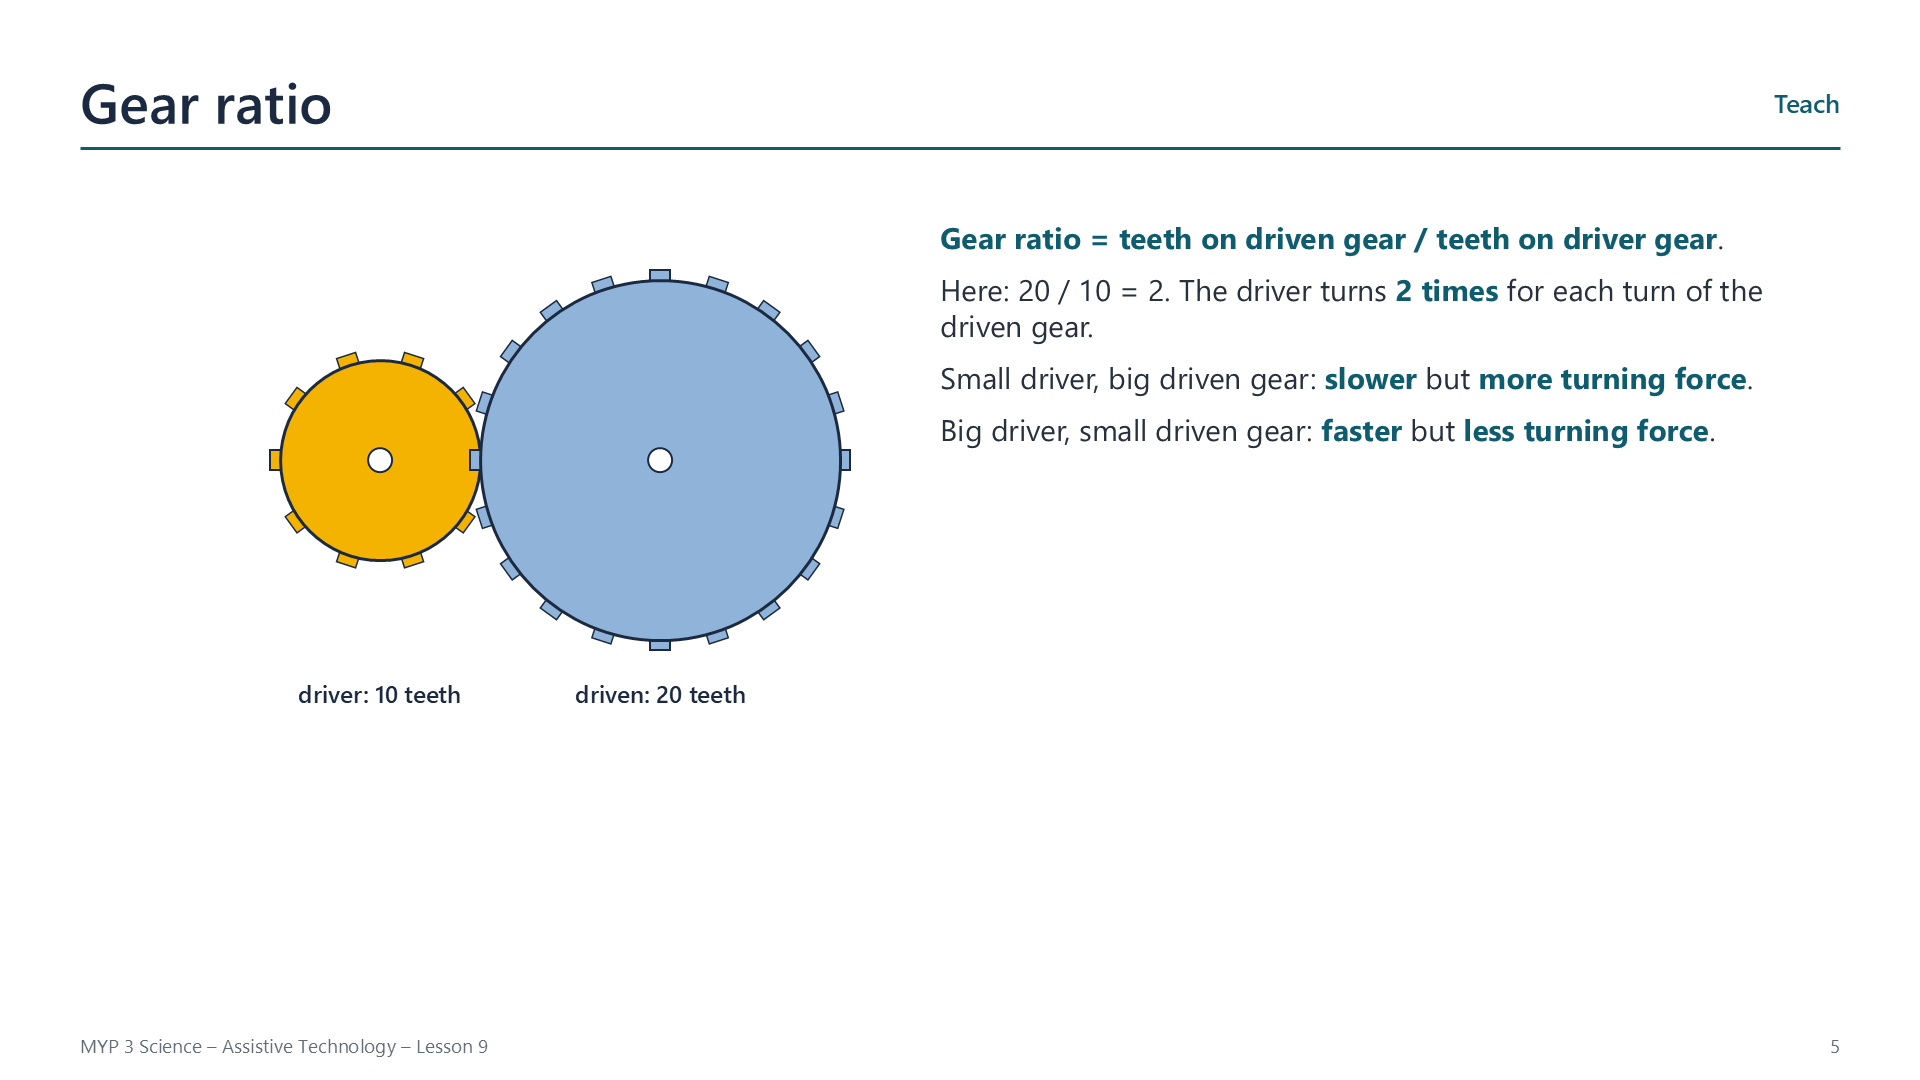 Gear ratio
Teach
Gear ratio = teeth on driven gear / teeth on driver gear.
Here: 20 / 10 = 2. The driver turns 2 times for each turn of the
driven gear.
Small driver, big driven gear: slower but more turning force.
Big driver, small driven gear: faster but less turning force.
driver: 10 teeth
driven: 20 teeth
MYP 3 Science – Assistive Technology – Lesson 9
5